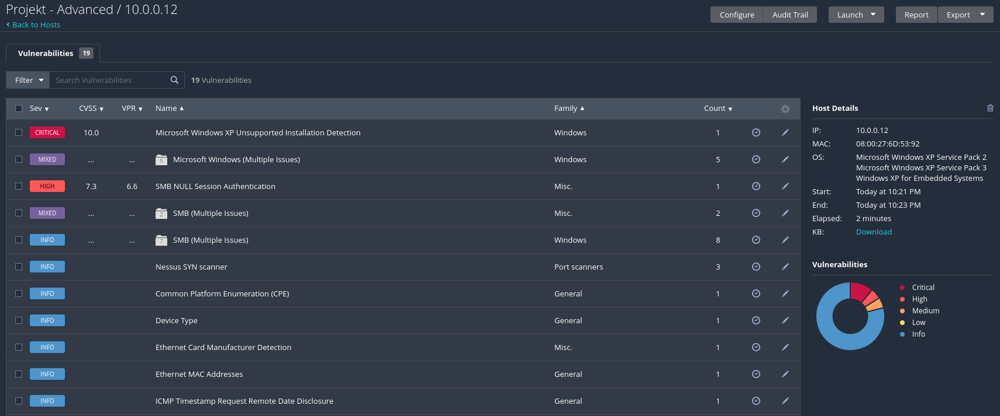 Projekt - Advanced / 10.0.0.12
Back to Hosts
Configure Audit Trail Launch Report Export
Vulnerabilities 19
Filter Search Vulnerabilities 19 Vulnerabilities
Sev CVSS VPR Name Family Count
CRITICAL 10.0 Microsoft Windows XP Unsupported Installation Detection Windows 1
MIXED ... ... 5 Microsoft Windows (Multiple Issues) Windows 5
HIGH 7.3 6.6 SMB NULL Session Authentication Misc. 1
MIXED ... ... 2 SMB (Multiple Issues) Misc. 2
INFO ... ... 7 SMB (Multiple Issues) Windows 8
INFO Nessus SYN scanner Port scanners 3
INFO Common Platform Enumeration (CPE) General 1
INFO Device Type General 1
INFO Ethernet Card Manufacturer Detection Misc. 1
INFO Ethernet MAC Addresses General 1
INFO ICMP Timestamp Request Remote Date Disclosure General 1
Host Details
IP: 10.0.0.12
MAC: 08:00:27:6D:53:92
OS: Microsoft Windows XP Service Pack 2
Microsoft Windows XP Service Pack 3
Windows XP for Embedded Systems
Start: Today at 10:21 PM
End: Today at 10:23 PM
Elapsed: 2 minutes
KB: Download
Vulnerabilities
Critical
High
Medium
Low
Info